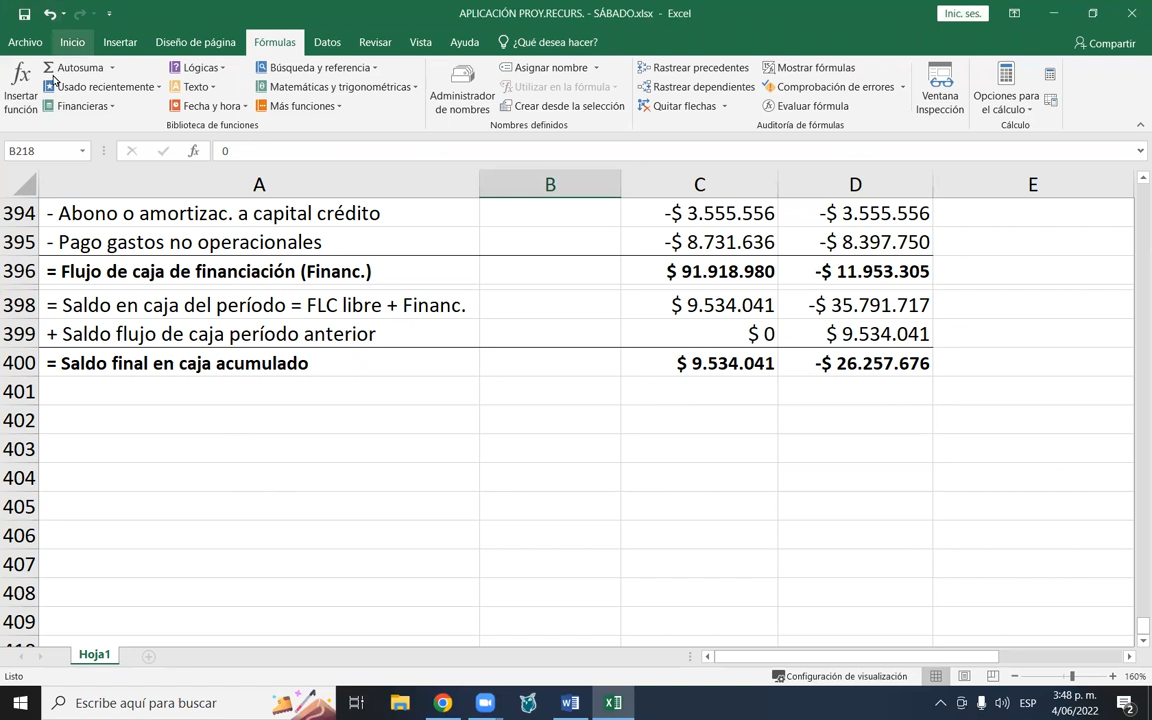 APLICACIÓN PROY.RECURS. - SÁBADO.xlsx - Excel
Inic. ses.
Archivo Inicio Insertar Diseño de página Fórmulas Datos Revisar Vista Ayuda ¿Qué desea hacer? Compartir
fx Insertar función
Autosuma
Usado recientemente
Financieras
Lógicas
Texto
Fecha y hora
Búsqueda y referencia
Matemáticas y trigonométricas
Más funciones
Biblioteca de funciones
Administrador de nombres
Asignar nombre
Utilizar en la fórmula
Crear desde la selección
Nombres definidos
Rastrear precedentes
Rastrear dependientes
Quitar flechas
Mostrar fórmulas
Comprobación de errores
Evaluar fórmula
Auditoría de fórmulas
Ventana Inspección
Opciones para el cálculo
Cálculo
B218 fx 0
A B C D E
394 - Abono o amortizac. a capital crédito -$ 3.555.556 -$ 3.555.556
395 - Pago gastos no operacionales -$ 8.731.636 -$ 8.397.750
396 = Flujo de caja de financiación (Financ.) $ 91.918.980 -$ 11.953.305
398 = Saldo en caja del período = FLC libre + Financ. $ 9.534.041 -$ 35.791.717
399 + Saldo flujo de caja período anterior $ 0 $ 9.534.041
400 = Saldo final en caja acumulado $ 9.534.041 -$ 26.257.676
401
402
403
404
405
406
407
408
409
Hoja1
Listo Configuración de visualización 160%
Escribe aquí para buscar ESP 3:48 p. m.
4/06/2022 2